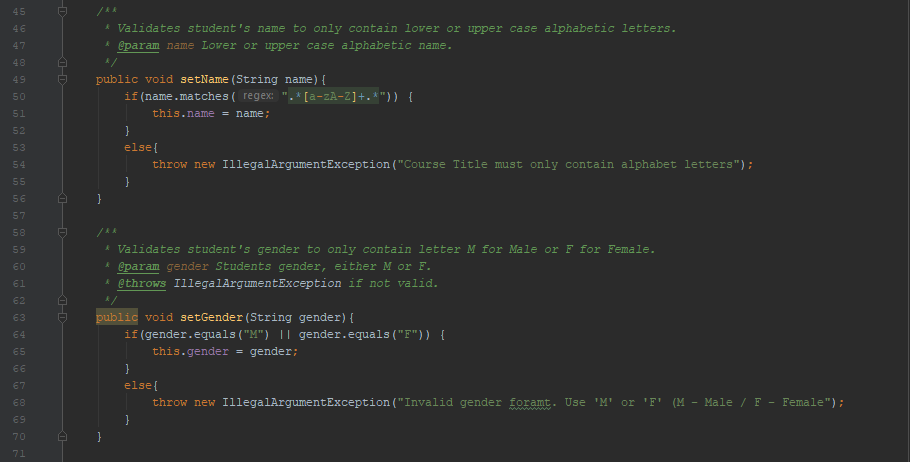 45 /**
46 * Validates student's name to only contain lower or upper case alphabetic letters.
47 * @param name Lower or upper case alphabetic name.
48 */
49 public void setName(String name){
50 if(name.matches( regex: ".*[a-zA-Z]+.*")) {
51 this.name = name;
52 }
53 else{
54 throw new IllegalArgumentException("Course Title must only contain alphabet letters");
55 }
56 }
57
58 /**
59 * Validates student's gender to only contain letter M for Male or F for Female.
60 * @param gender Students gender, either M or F.
61 * @throws IllegalArgumentException if not valid.
62 */
63 public void setGender(String gender){
64 if(gender.equals("M") || gender.equals("F")) {
65 this.gender = gender;
66 }
67 else{
68 throw new IllegalArgumentException("Invalid gender foramt. Use 'M' or 'F' (M - Male / F - Female");
69 }
70 }
71